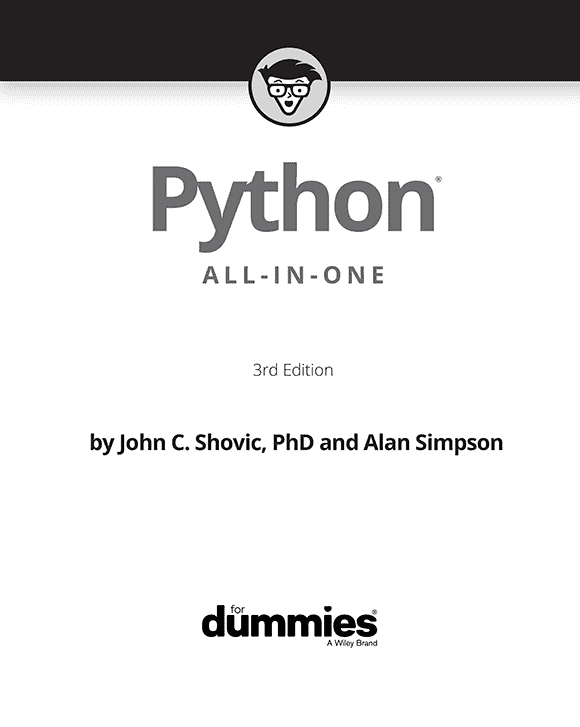 Python®
ALL-IN-ONE
3rd Edition
by John C. Shovic, PhD and Alan Simpson
for
dummies®
A Wiley Brand